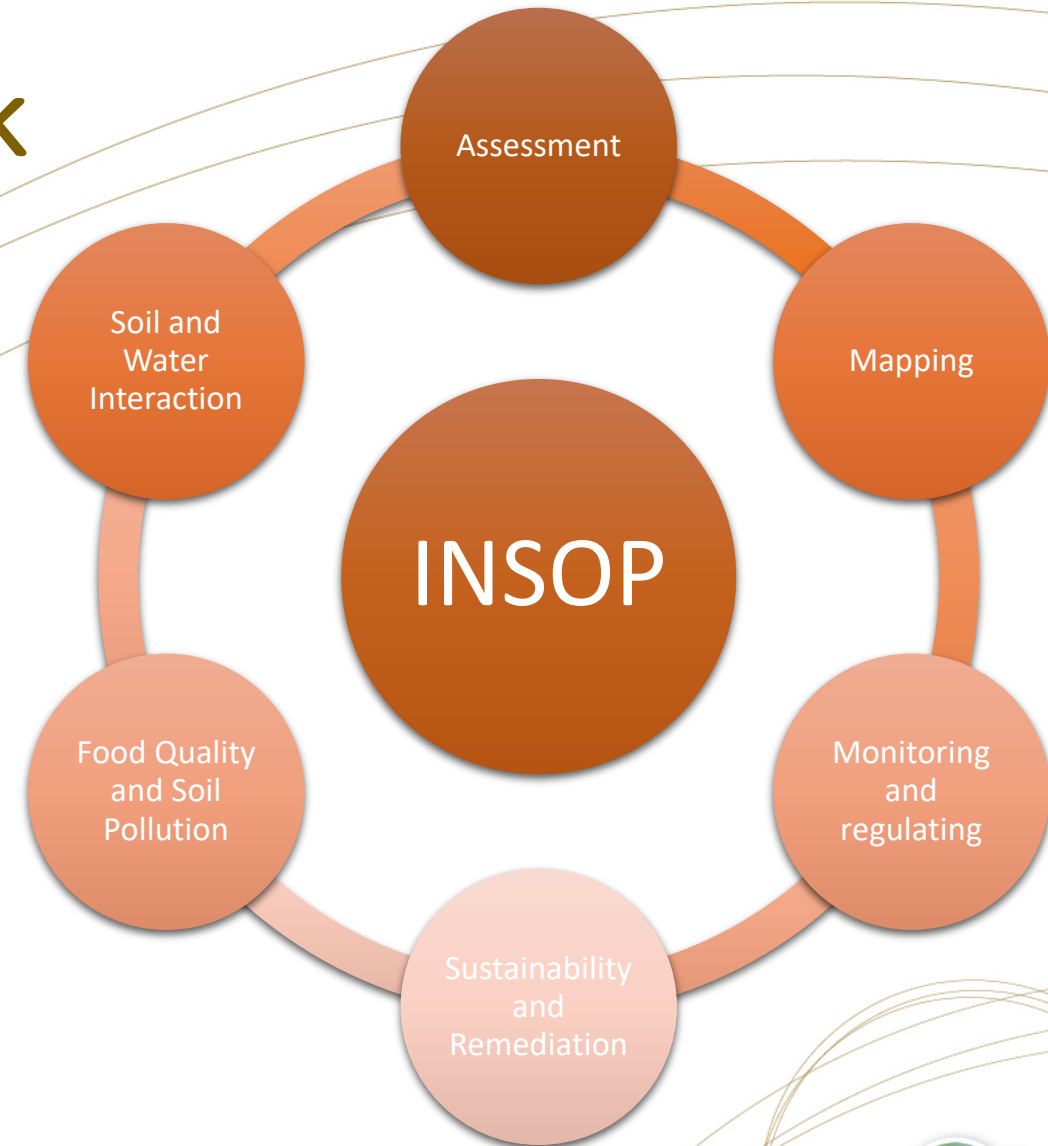 k
Assessment
Soil and
Water
Interaction
Mapping
INSOP
Food Quality
and Soil
Pollution
Monitoring
and
regulating
Sustainability
and
Remediation